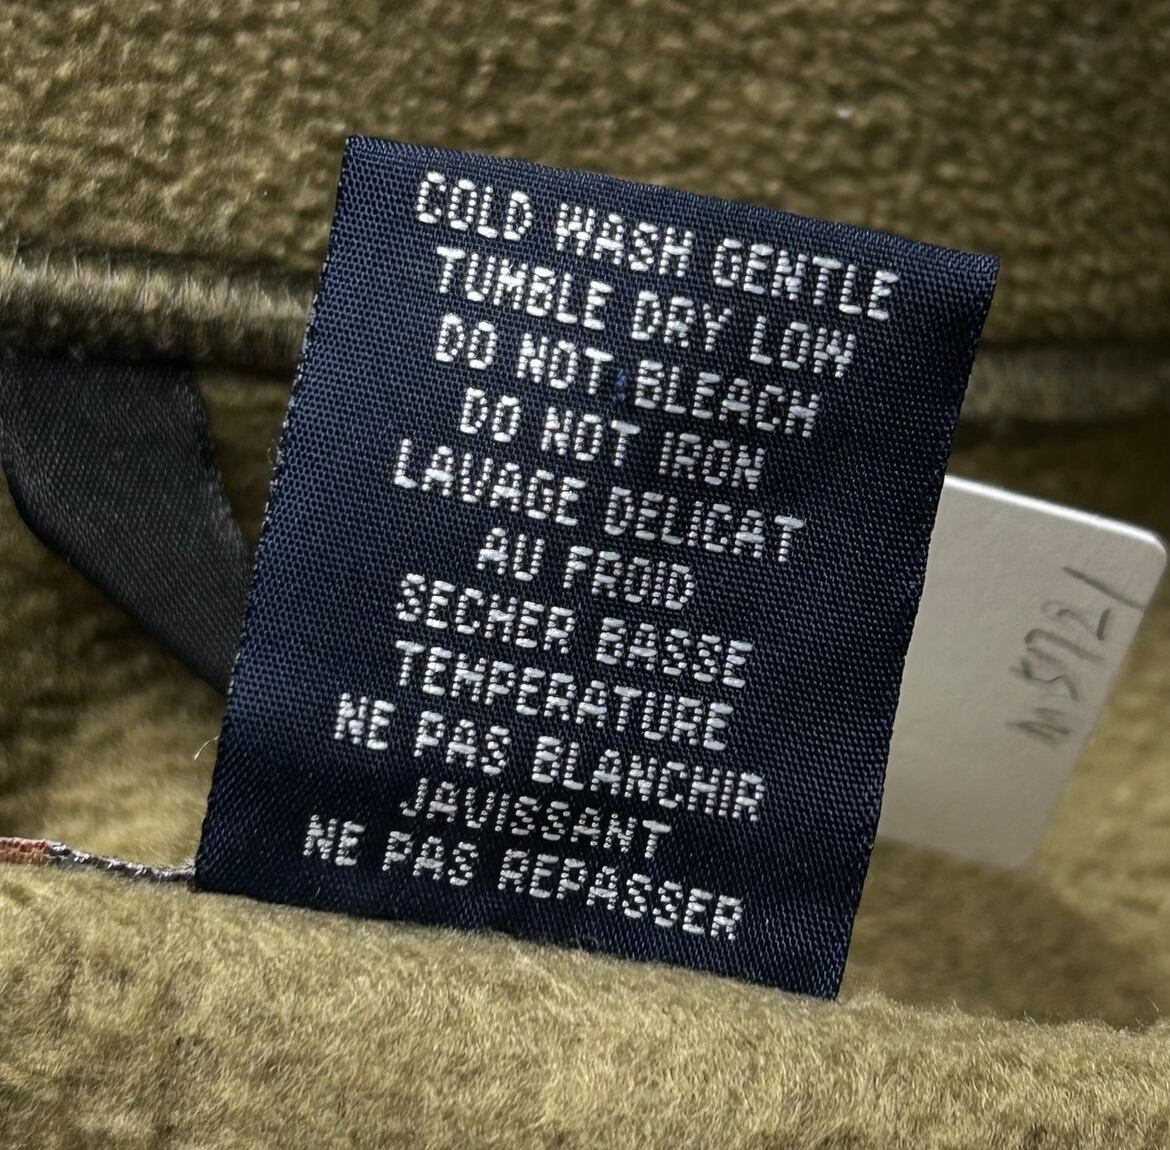 COLD WASH GENTLE
TUMBLE DRY LOW
DO NOT BLEACH
DO NOT IRON
LAVAGE DELICAT
AU FROID
SECHER BASSE
TEMPERATURE
NE PAS BLANCHIR
JAVISSANT
NE PAS REPASSER